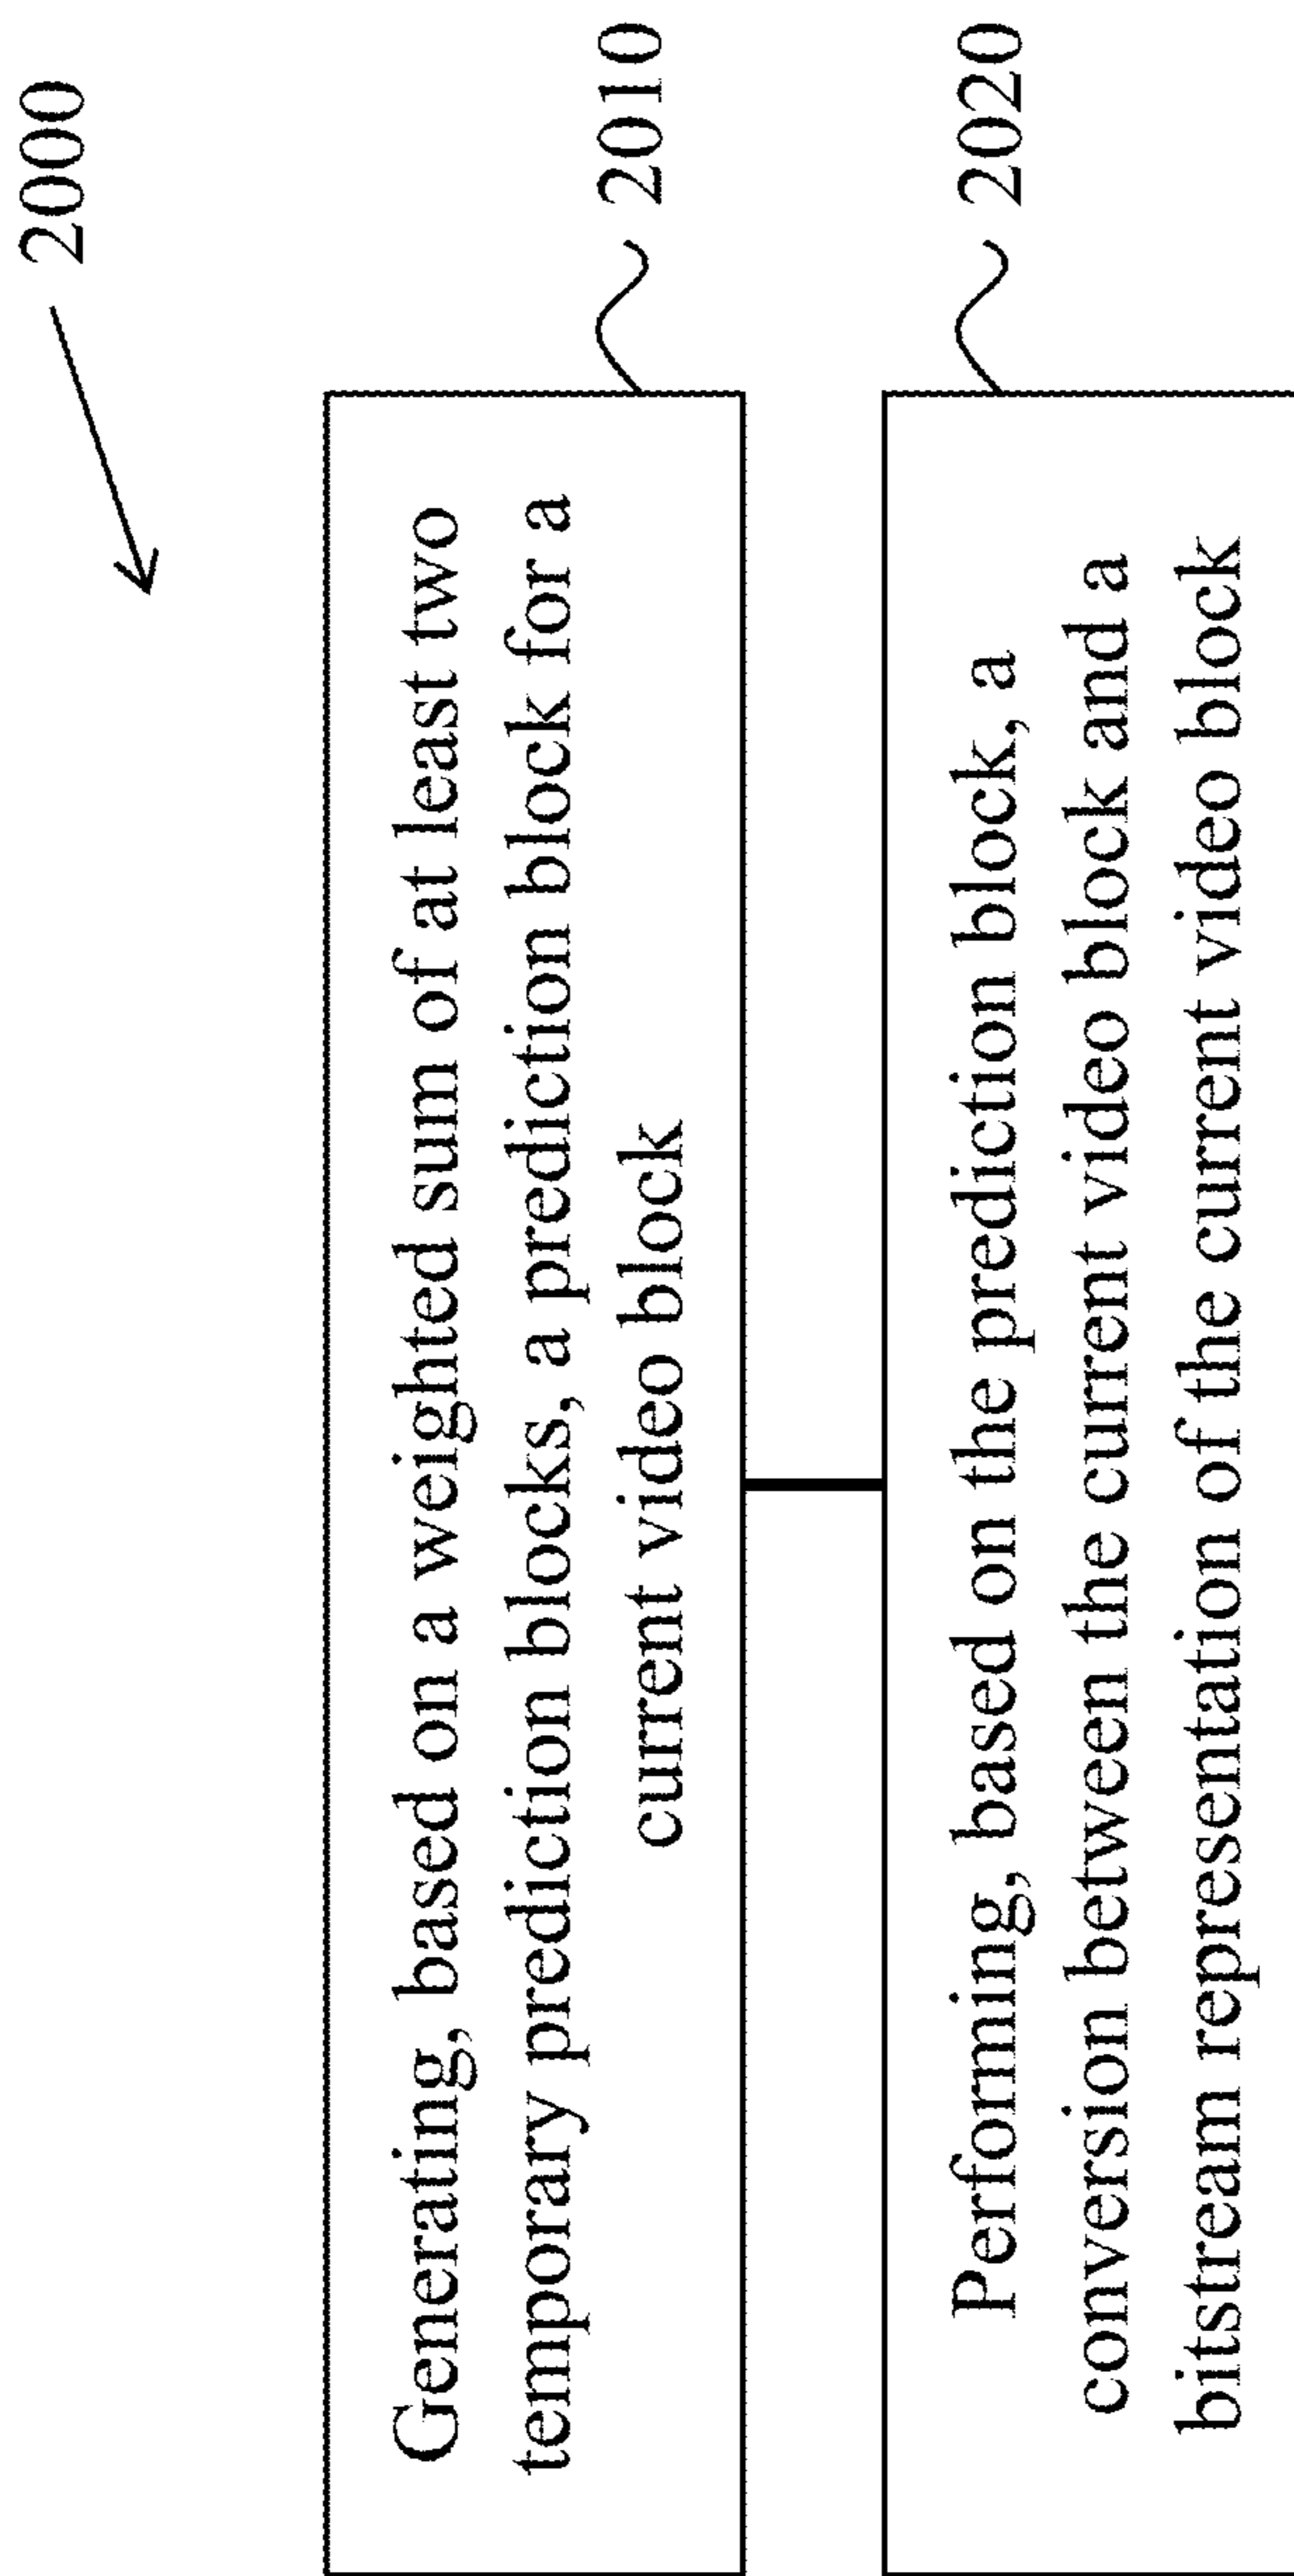 2000
Generating, based on a weighted sum of at least two
temporary prediction blocks, a prediction block for a
current video block
2010
Performing, based on the prediction block, a
conversion between the current video block and a
bitstream representation of the current video block
2020